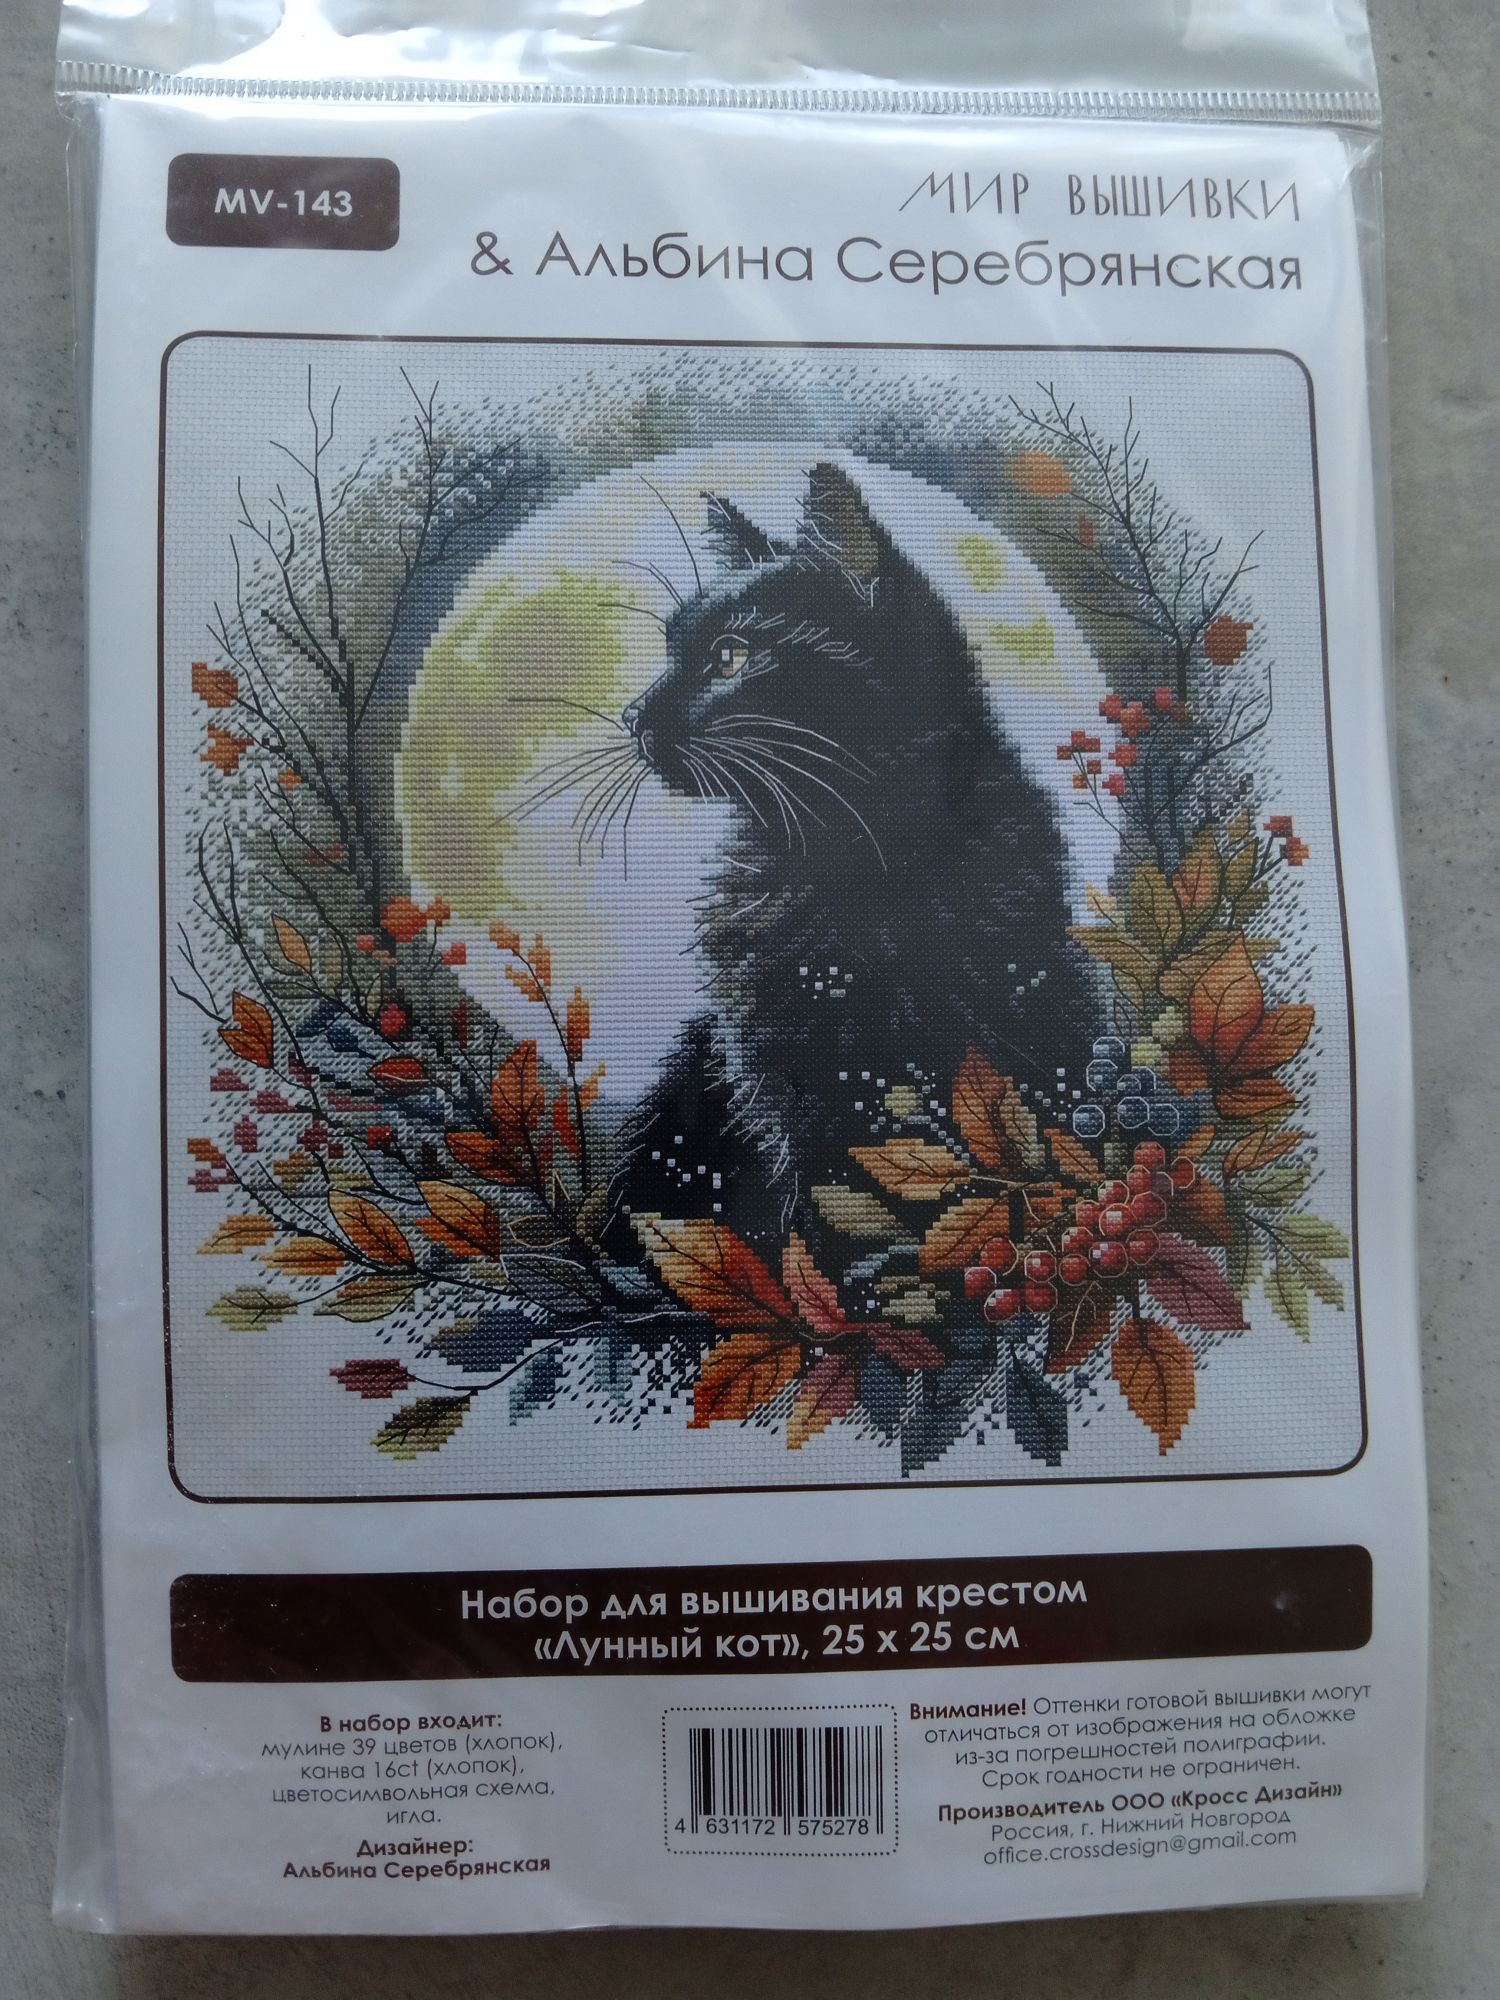 MV-143
МИР ВЫШИВКИ
& Альбина Серебрянская
Набор для вышивания крестом
«Лунный кот», 25 х 25 см
В набор входит:
мулине 39 цветов (хлопок),
канва 16ct (хлопок),
цветосимвольная схема,
игла.
Дизайнер:
Альбина Серебрянская
4 631172 575278
Внимание! Оттенки готовой вышивки могут
отличаться от изображения на обложке
из-за погрешностей полиграфии.
Срок годности не ограничен.
Производитель ООО «Кросс Дизайн»
Россия, г. Нижний Новгород
office.crossdesign@gmail.com